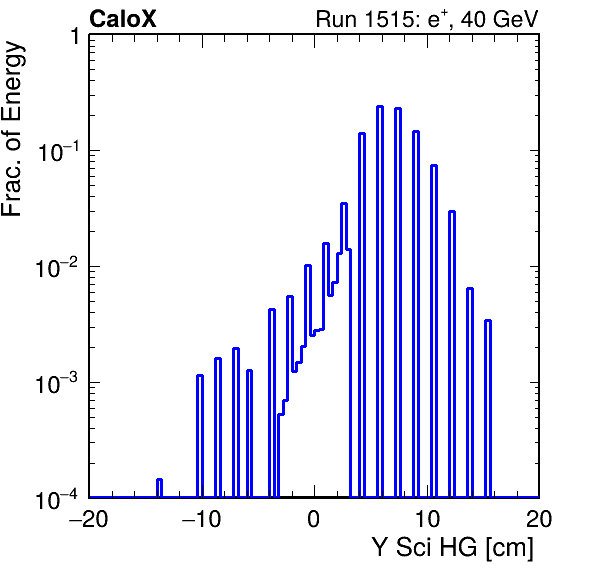 CaloX Run 1515: e⁺, 40 GeV
Frac. of Energy
1
10⁻¹
10⁻²
10⁻³
10⁻⁴
−20 −10 0 10 20
Y Sci HG [cm]